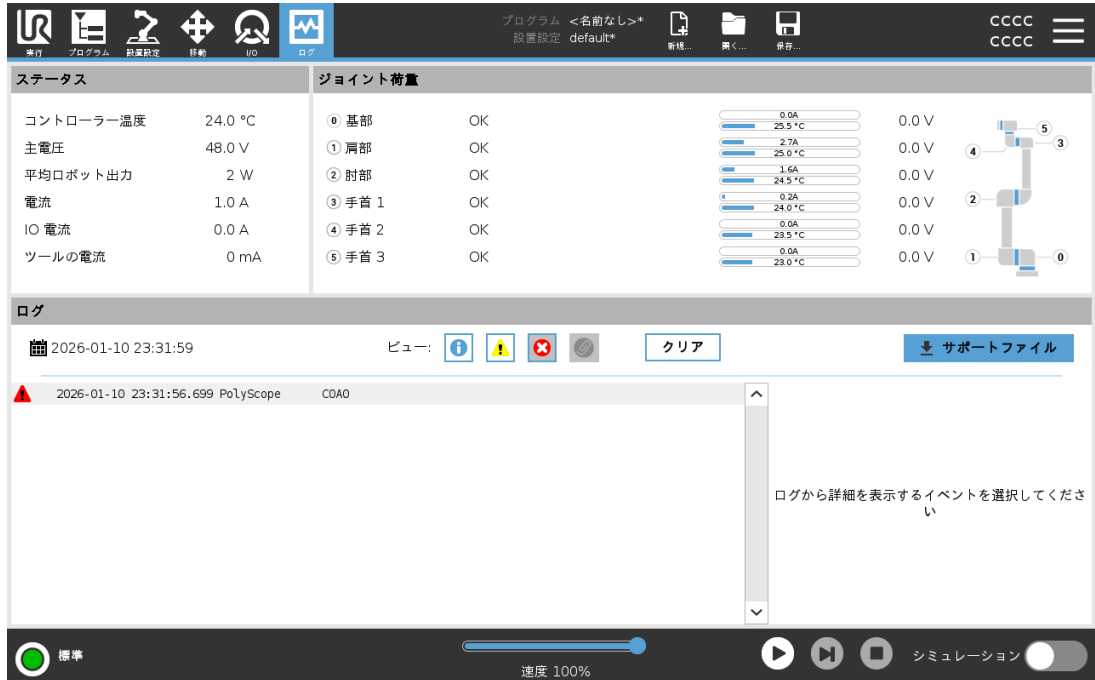 UR
実行
プログラム
設置設定
移動
I/O
ログ
プログラム <名前なし>*
設置設定 default*
新規...
開く...
保存...
CCCC
CCCC
ステータス
コントローラー温度 24.0 °C
主電圧 48.0 V
平均ロボット出力 2 W
電流 1.0 A
IO 電流 0.0 A
ツールの電流 0 mA
ジョイント荷重
0 基部 OK 0.0A 25.5 °C 0.0 V
1 肩部 OK 2.7A 25.0 °C 0.0 V
2 肘部 OK 1.6A 24.5 °C 0.0 V
3 手首 1 OK 0.2A 24.0 °C 0.0 V
4 手首 2 OK 0.0A 23.5 °C 0.0 V
5 手首 3 OK 0.0A 23.0 °C 0.0 V
5
3
4
2
1
0
ログ
2026-01-10 23:31:59
ビュー:
クリア
サポートファイル
2026-01-10 23:31:56.699 PolyScope C0A0
ログから詳細を表示するイベントを選択してくださ
い
標準
速度 100%
シミュレーション